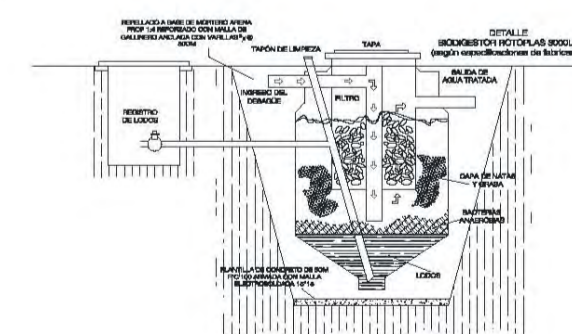 REPELLADO A BASE DE MORTERO ARENA
PROP 1:4 REFORZADO CON MALLA DE
GALLINERO ANCLADA CON VARILLAS
TAPÓN DE LIMPIEZA
TAPA
DETALLE
BIODIGESTOR ROTOPLAS 3000L
(según especificaciones de fabrica
INGRESO DEL
DESAGÜE
FILTRO
SALIDA DE
AGUA TRATADA
REGISTRO
DE LODOS
CAPA DE NATAS
Y GRASA
BACTERIAS
ANAEROBIAS
LODOS
PLANTILLA DE CONCRETO DE
ARMADA CON MALLA
ELECTROSOLDADA